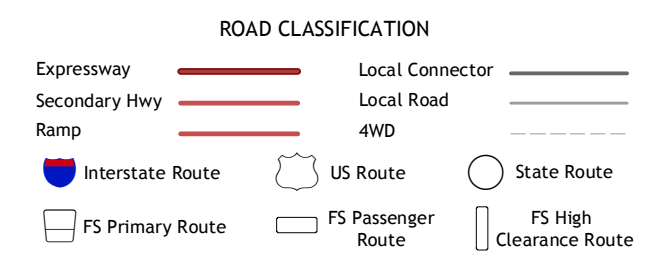 ROAD CLASSIFICATION
Expressway
Local Connector
Secondary Hwy
Local Road
Ramp
4WD
Interstate Route
US Route
State Route
FS Primary Route
FS Passenger
Route
FS High
Clearance Route